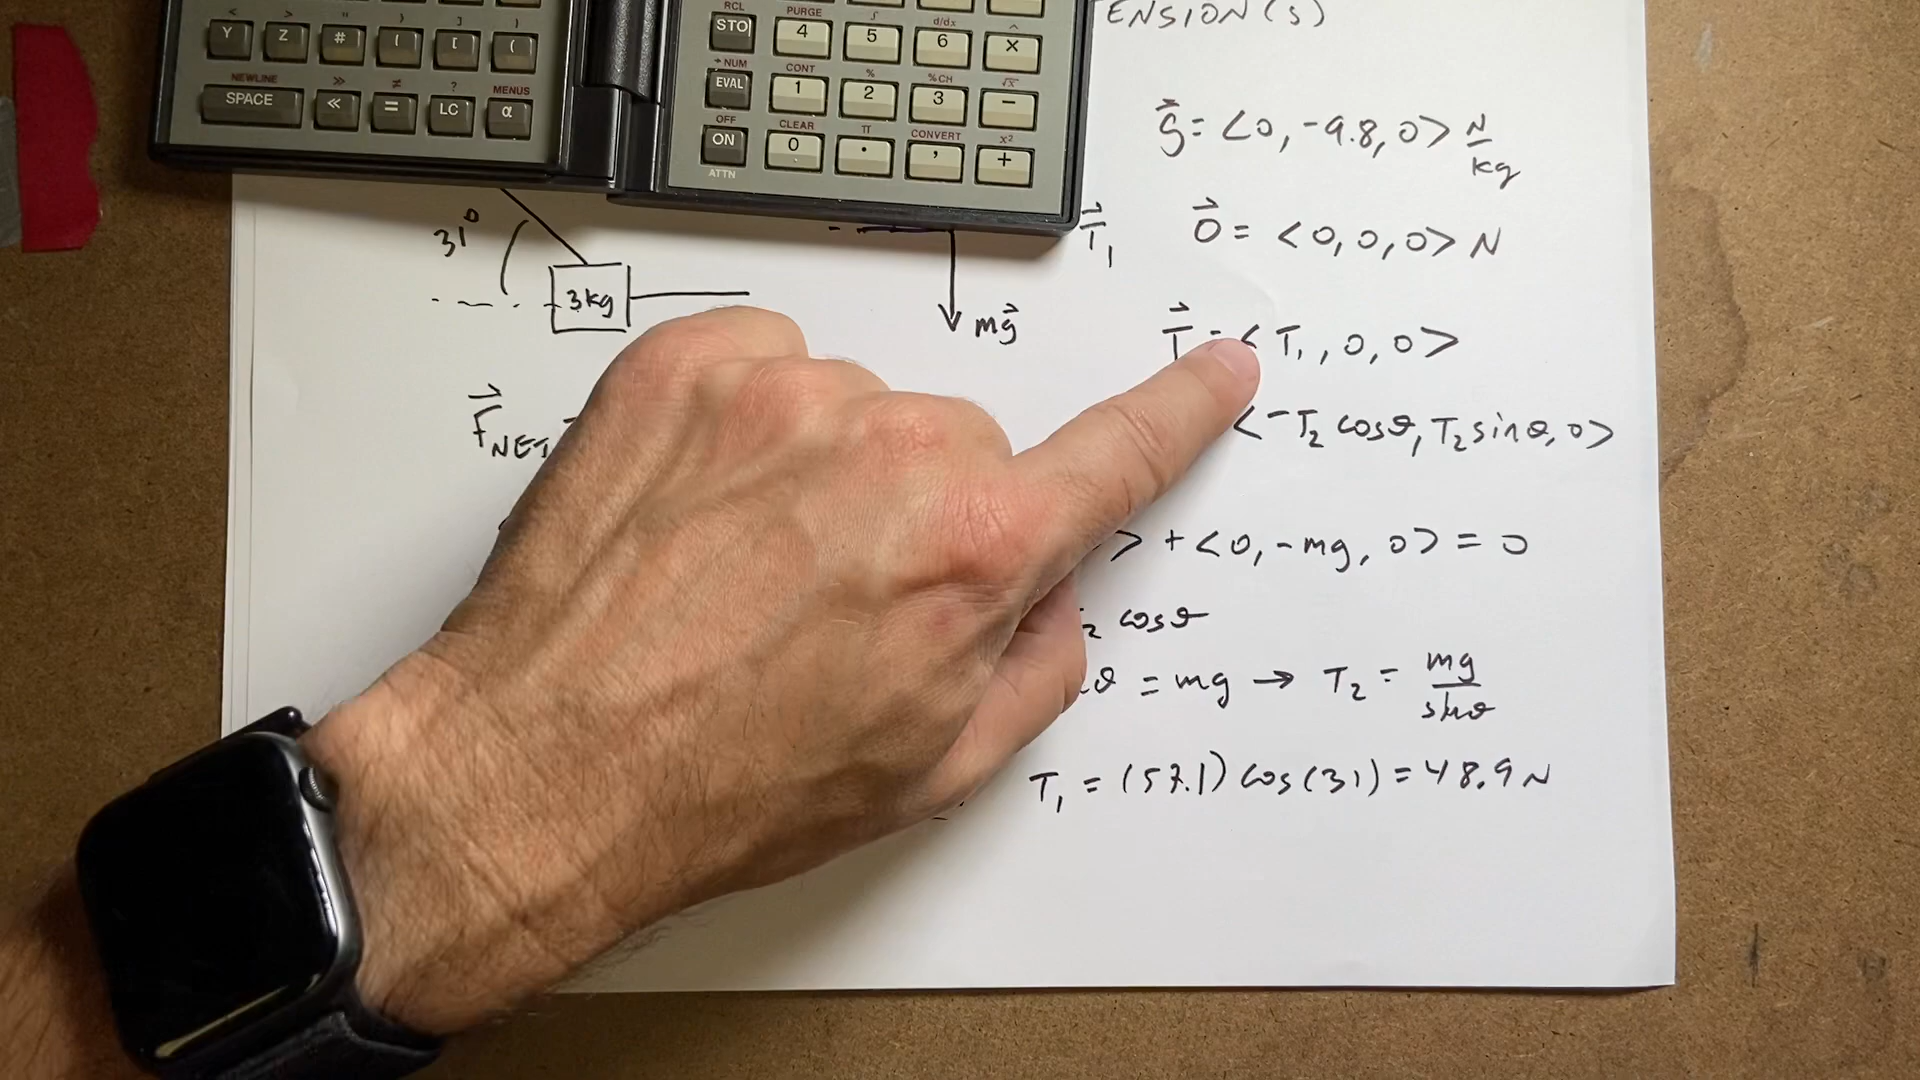 RCL PURGE ∫ d/dx ^
STO 4 5 6 ×
→NUM CONT % %CH √x
EVAL 1 2 3 −
OFF CLEAR π CONVERT x²
ON 0 . , +
ATTN
< > " } ] )
Y Z # { [ (
NEWLINE ≫ ≠ ? MENUS
SPACE ≪ = LC α
ENSION(S)
g⃗ = <0, -9.8, 0> N/kg
31°
T⃗₁
0⃗ = <0, 0, 0> N
3kg
mg⃗
T⃗ = <T₁, 0, 0>
F⃗NET
<-T₂ cosθ, T₂ sinθ, 0>
> + <0, -mg, 0> = 0
₂ cosθ
θ = mg → T₂ = mg/sinθ
T₁ = (57.1) cos(31) = 48.9 N